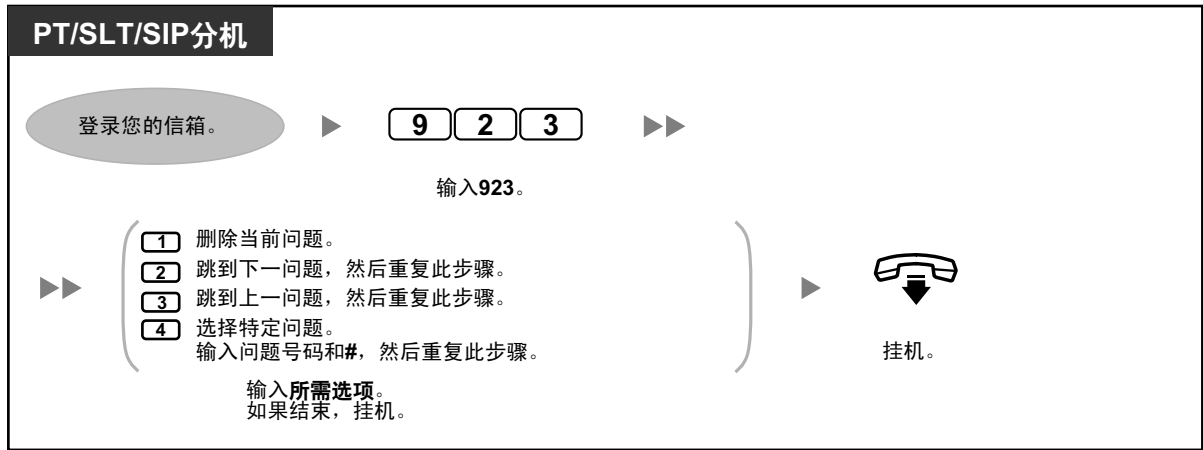 PT/SLT/SIP分机
登录您的信箱。
9 2 3
输入923。
1 删除当前问题。
2 跳到下一问题，然后重复此步骤。
3 跳到上一问题，然后重复此步骤。
4 选择特定问题。
输入问题号码和#，然后重复此步骤。
输入所需选项。
如果结束，挂机。
挂机。